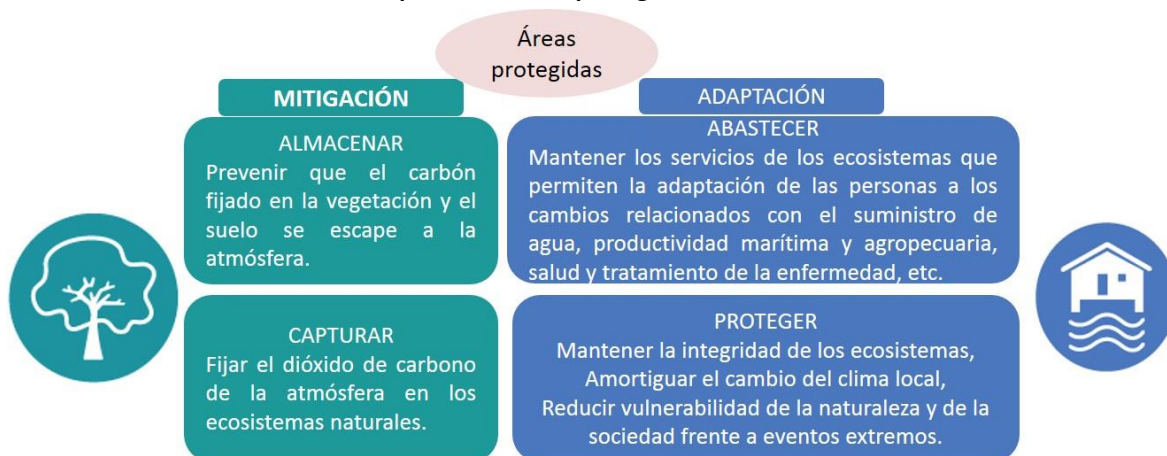 Áreas
protegidas
MITIGACIÓN
ALMACENAR
Prevenir que el carbón
fijado en la vegetación y el
suelo se escape a la
atmósfera.
CAPTURAR
Fijar el dióxido de carbono
de la atmósfera en los
ecosistemas naturales.
ADAPTACIÓN
ABASTECER
Mantener los servicios de los ecosistemas que
permiten la adaptación de las personas a los
cambios relacionados con el suministro de
agua, productividad marítima y agropecuaria,
salud y tratamiento de la enfermedad, etc.
PROTEGER
Mantener la integridad de los ecosistemas,
Amortiguar el cambio del clima local,
Reducir vulnerabilidad de la naturaleza y de la
sociedad frente a eventos extremos.